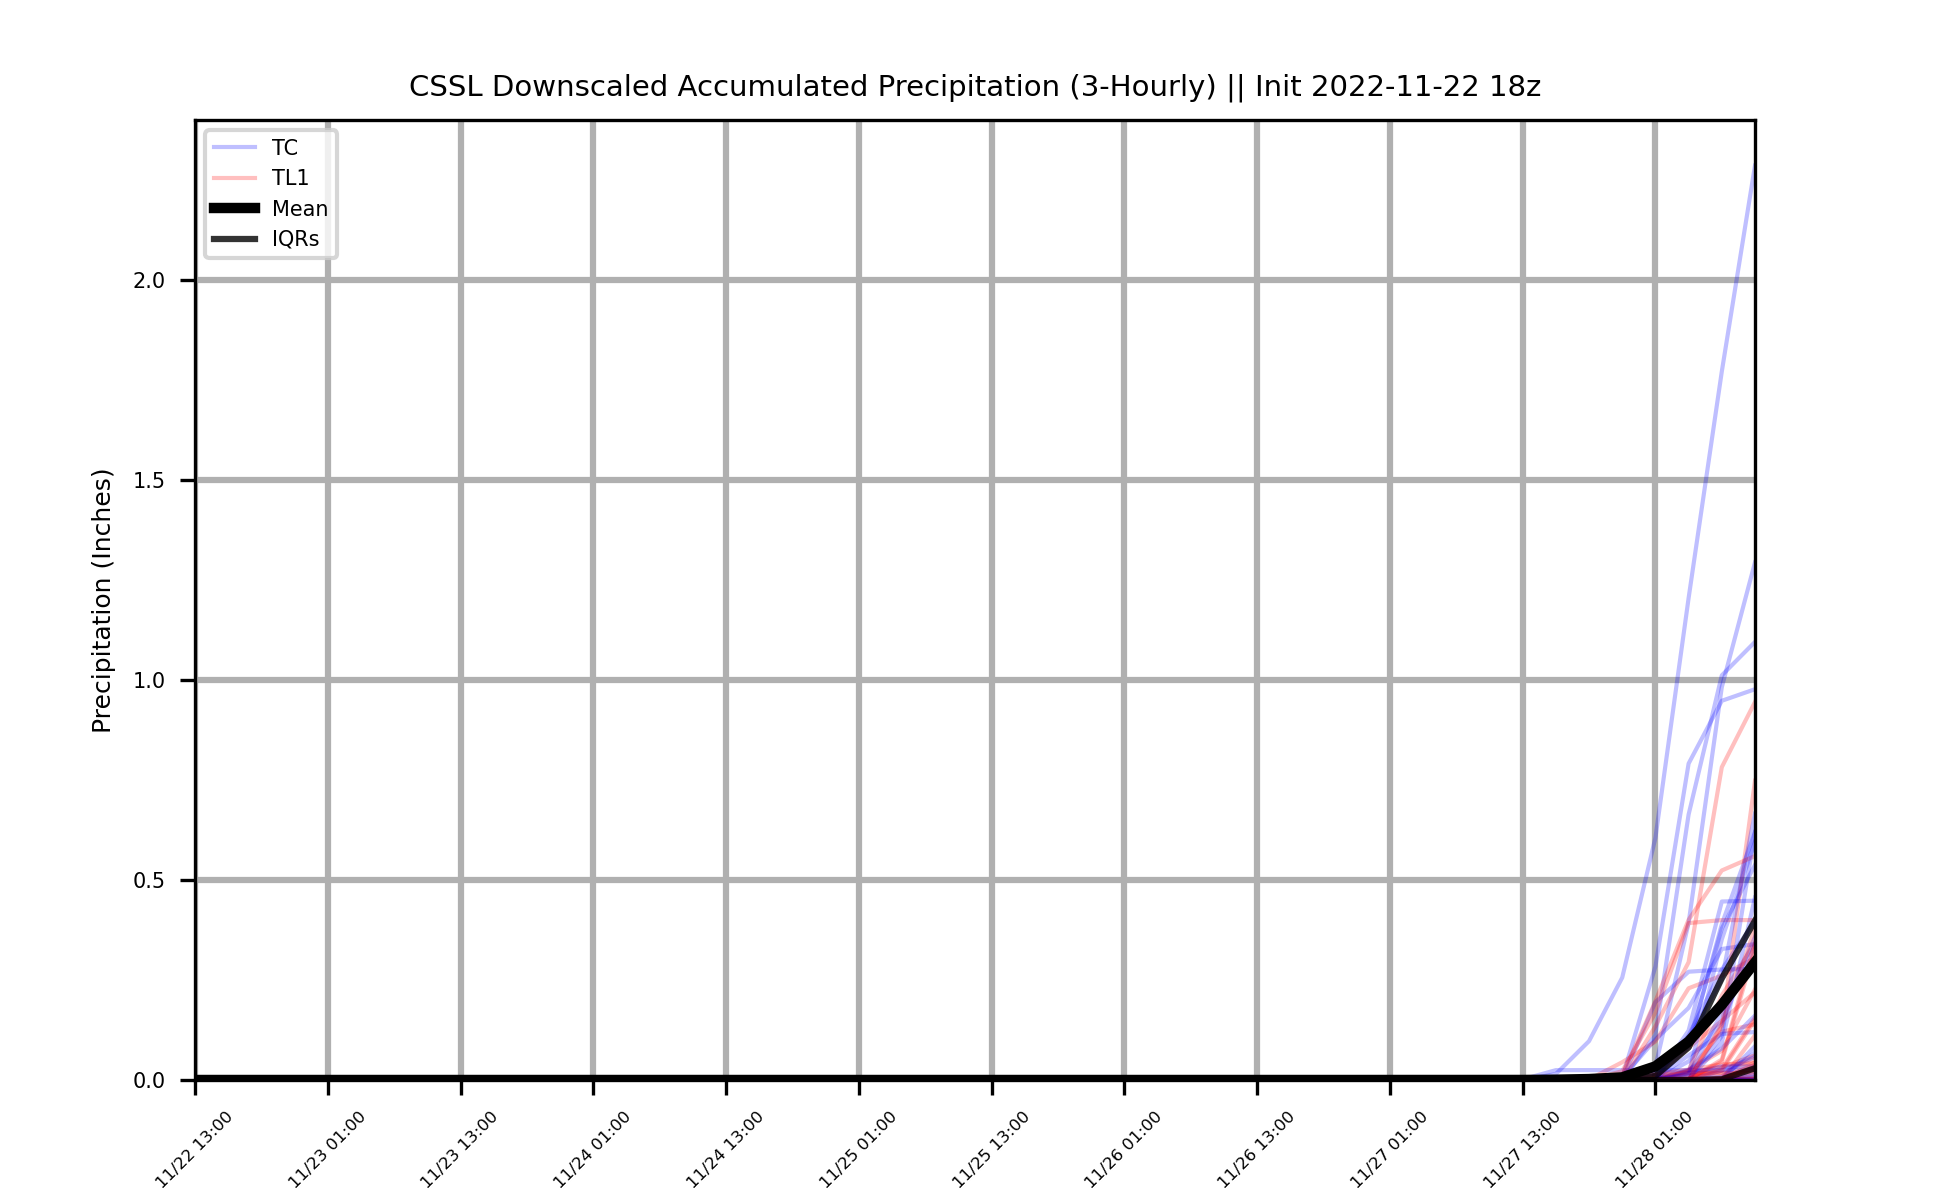 CSSL Downscaled Accumulated Precipitation (3-Hourly) || Init 2022-11-22 18z
TC
TL1
Mean
IQRs
Precipitation (Inches)
2.0
1.5
1.0
0.5
0.0
11/22 13:00
11/23 01:00
11/23 13:00
11/24 01:00
11/24 13:00
11/25 01:00
11/25 13:00
11/26 01:00
11/26 13:00
11/27 01:00
11/27 13:00
11/28 01:00